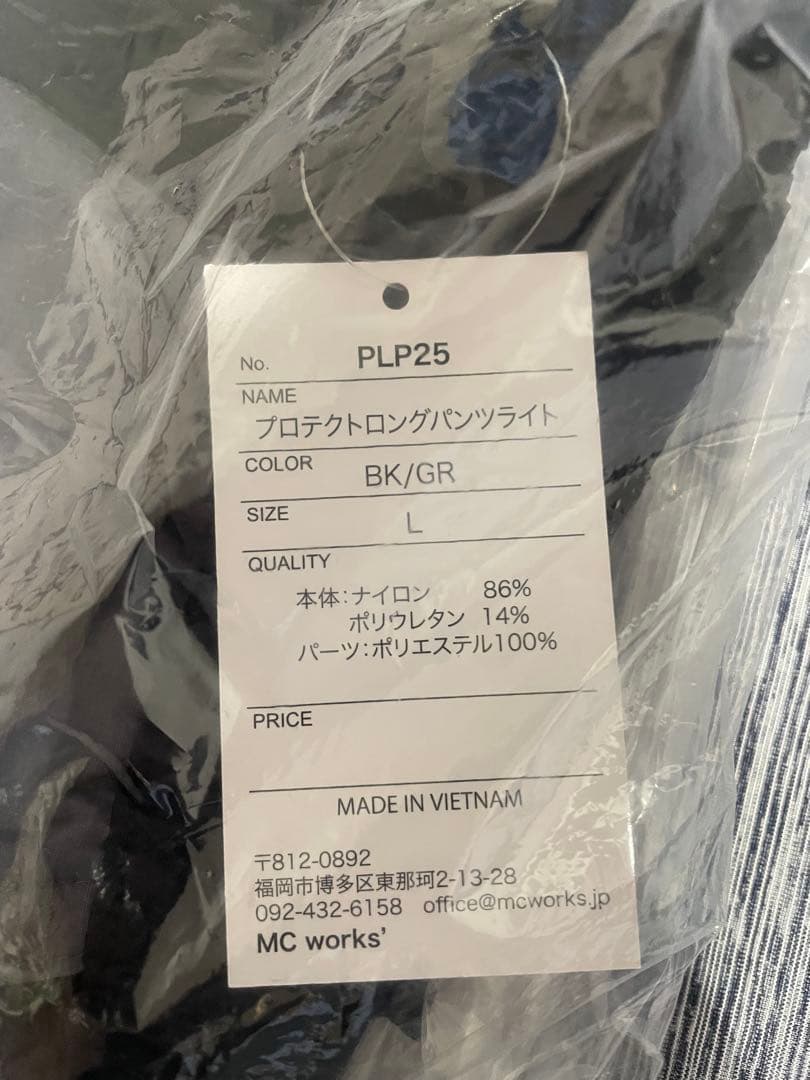 No. PLP25
NAME
プロテクトロングパンツライト
COLOR BK/GR
SIZE L
QUALITY
本体:ナイロン 86%
ポリウレタン 14%
パーツ:ポリエステル100%
PRICE
MADE IN VIETNAM
〒812-0892
福岡市博多区東那珂2-13-28
092-432-6158 office@mcworks.jp
MC works'